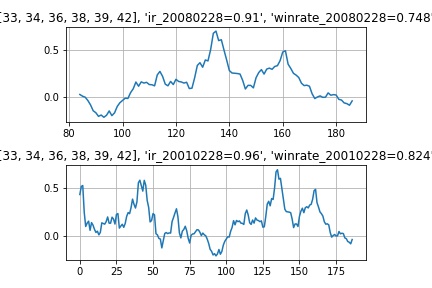 [33, 34, 36, 38, 39, 42], 'ir_20080228=0.91', 'winrate_20080228=0.748'
0.5
0.0
80 100 120 140 160 180
[33, 34, 36, 38, 39, 42], 'ir_20010228=0.96', 'winrate_20010228=0.824'
0.5
0.0
0 25 50 75 100 125 150 175